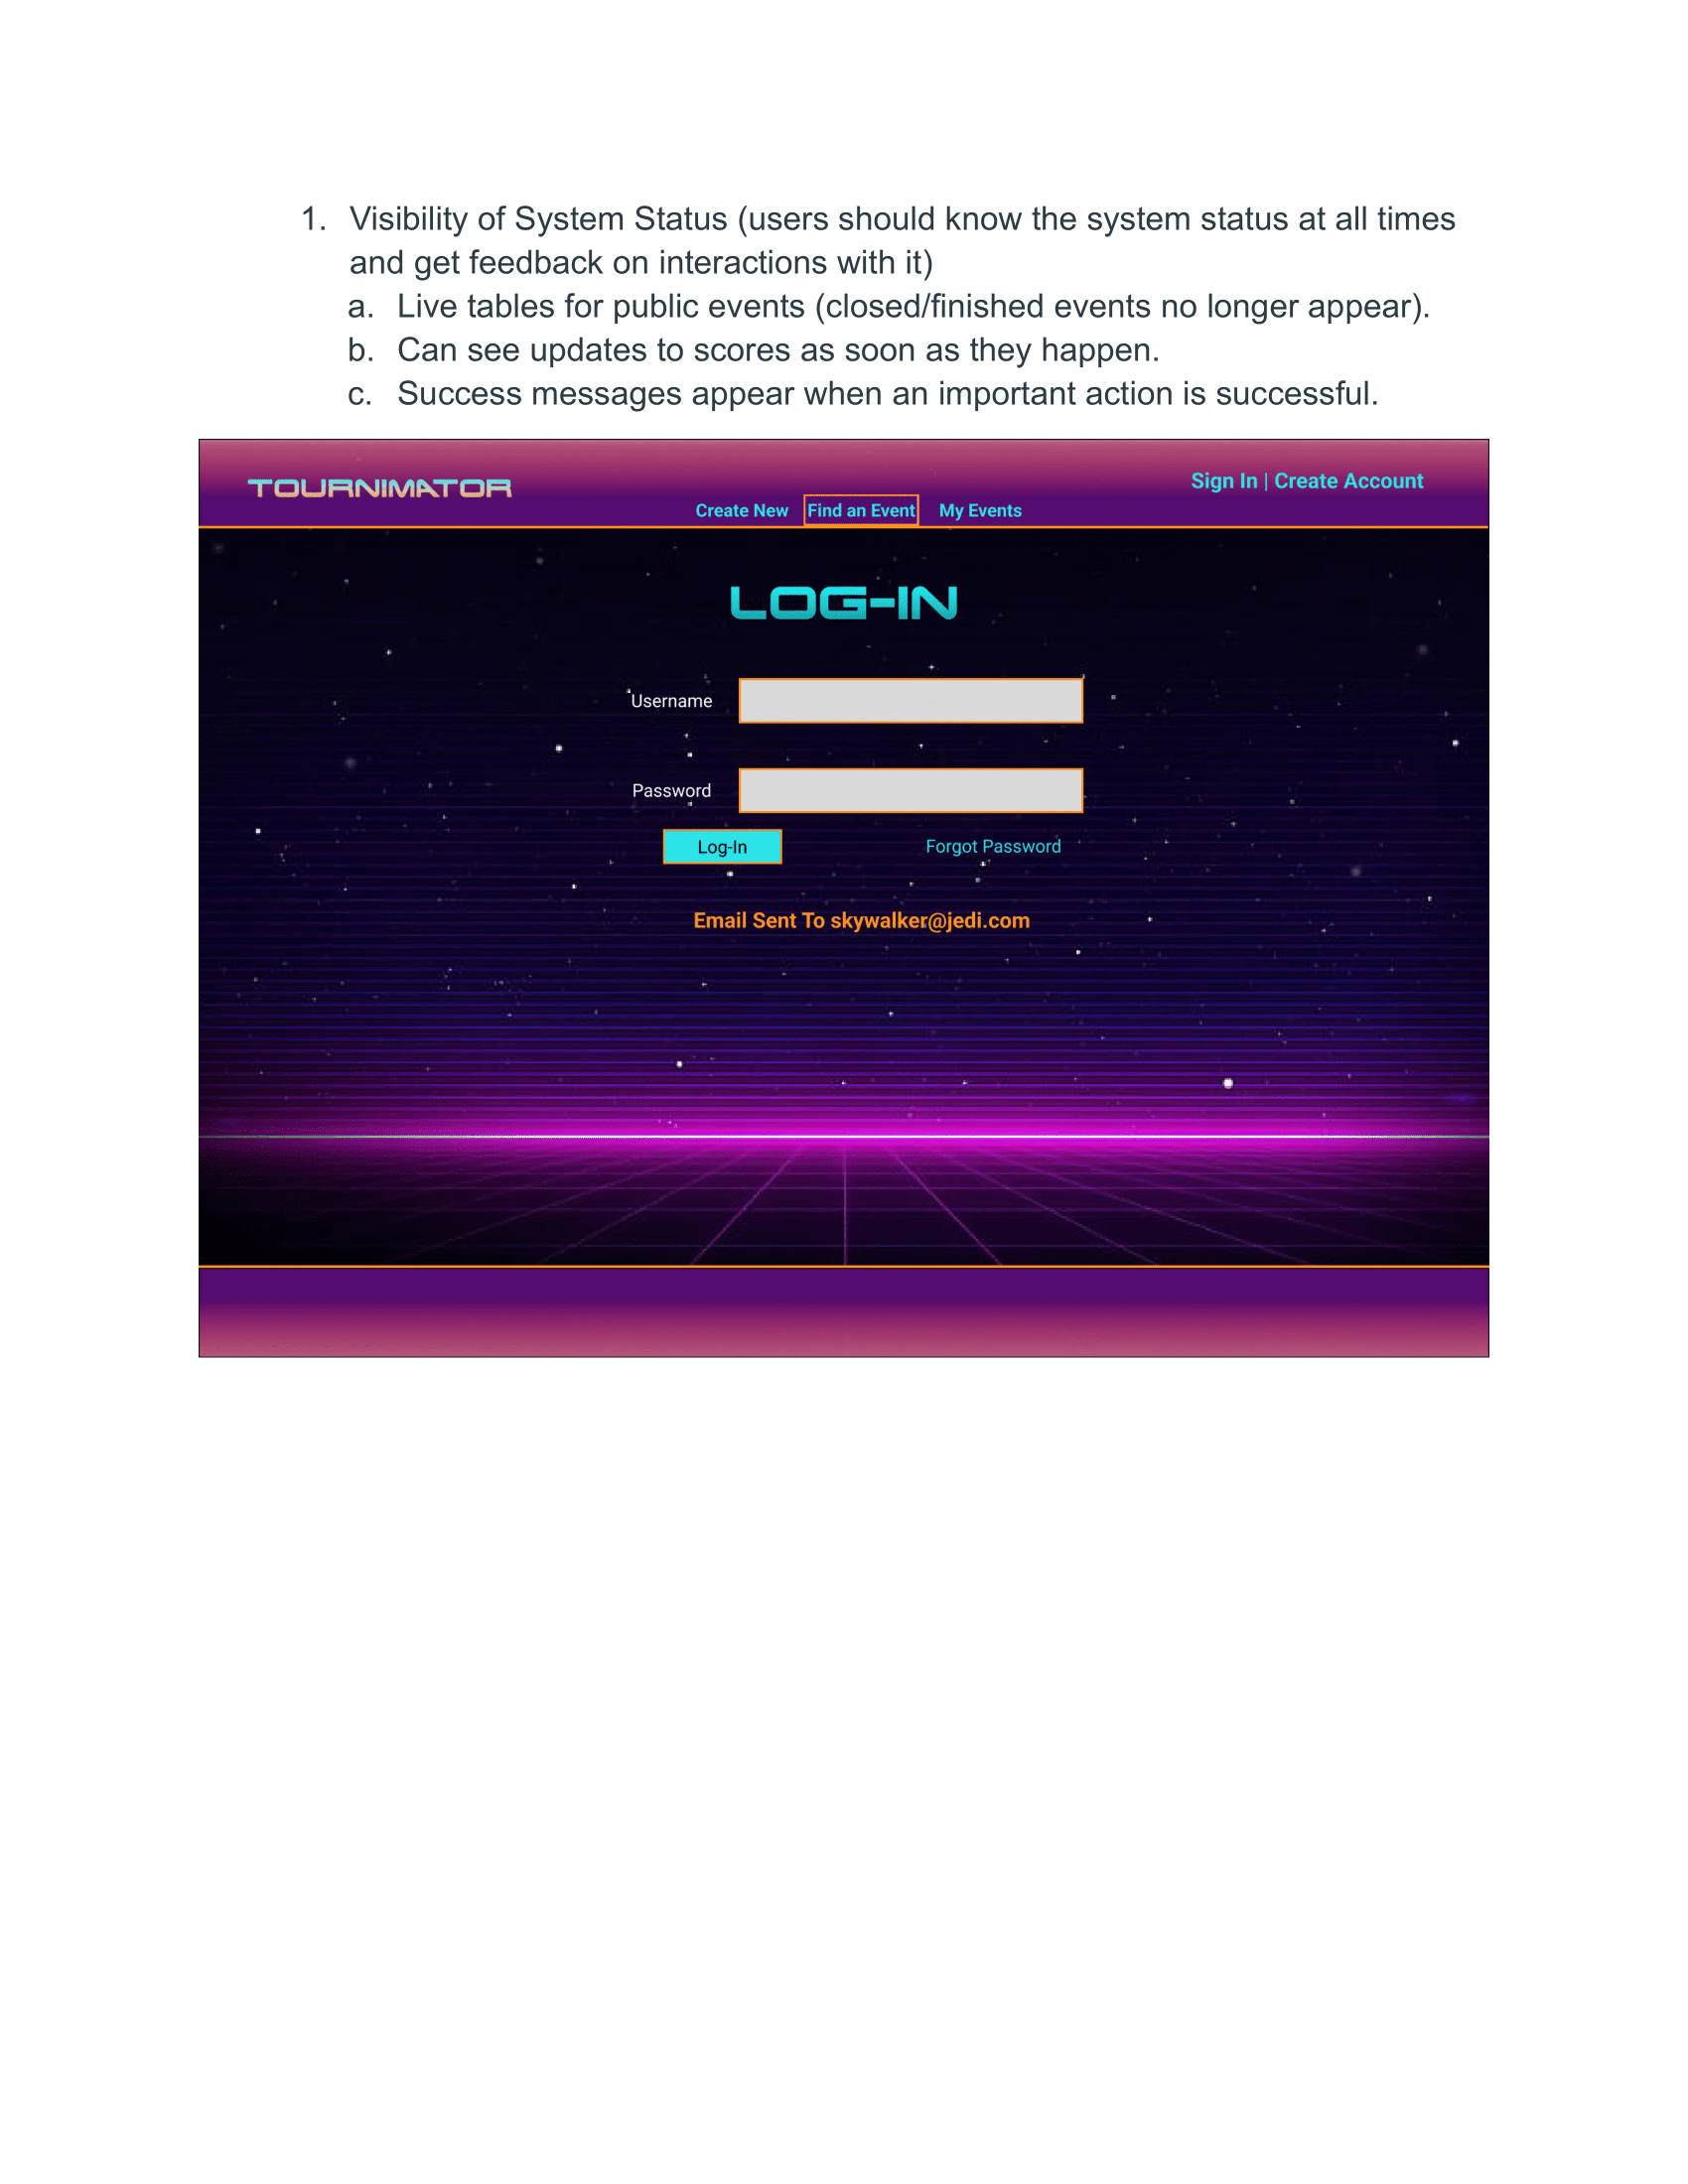 1. Visibility of System Status (users should know the system status at all times
and get feedback on interactions with it)
a. Live tables for public events (closed/finished events no longer appear).
b. Can see updates to scores as soon as they happen.
c. Success messages appear when an important action is successful.
TOURNIMATOR
Sign In | Create Account
Create New Find an Event My Events
LOG-IN
Username
Password
Log-In Forgot Password
Email Sent To skywalker@jedi.com